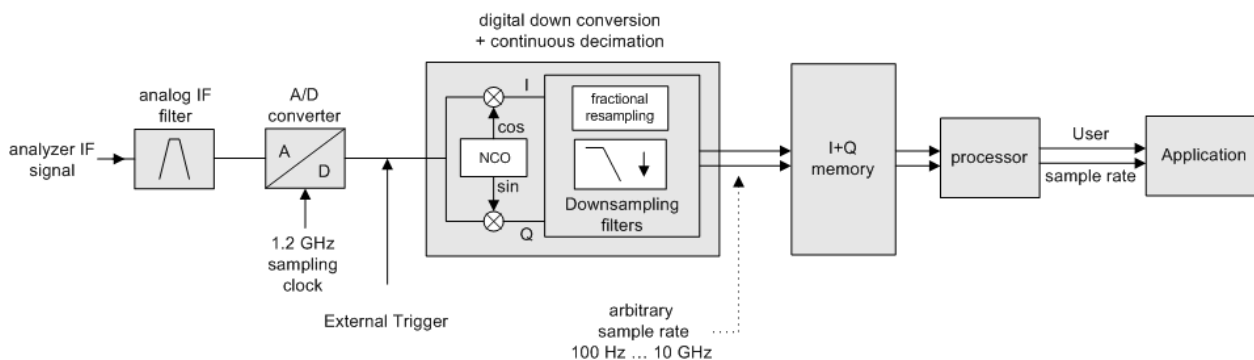 digital down conversion
+ continuous decimation
analog IF
filter
A/D
converter
analyzer IF
signal
A
D
1.2 GHz
sampling
clock
External Trigger
I
cos
NCO
sin
Q
fractional
resampling
Downsampling
filters
arbitrary
sample rate
100 Hz ... 10 GHz
I+Q
memory
processor
User
sample rate
Application